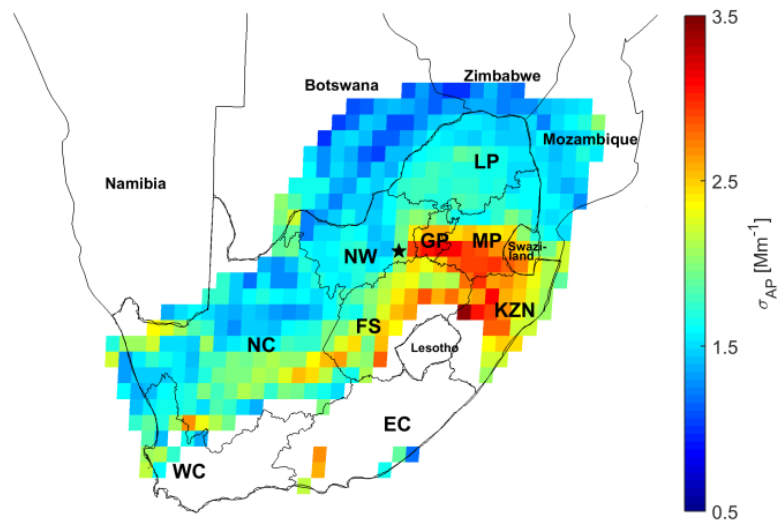 3.5
Zimbabwe
Botswana
Mozambique
LP
Namibia
2.5
GP
MP
Swazi-
land
NW
σAP [Mm⁻¹]
KZN
FS
NC
Lesotho
1.5
EC
WC
0.5